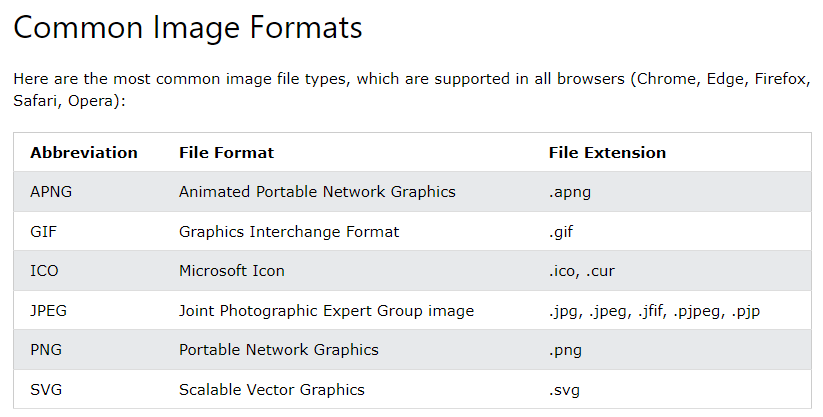 Common Image Formats
Here are the most common image file types, which are supported in all browsers (Chrome, Edge, Firefox,
Safari, Opera):
Abbreviation File Format File Extension
APNG Animated Portable Network Graphics .apng
GIF Graphics Interchange Format .gif
ICO Microsoft Icon .ico, .cur
JPEG Joint Photographic Expert Group image .jpg, .jpeg, .jfif, .pjpeg, .pjp
PNG Portable Network Graphics .png
SVG Scalable Vector Graphics .svg